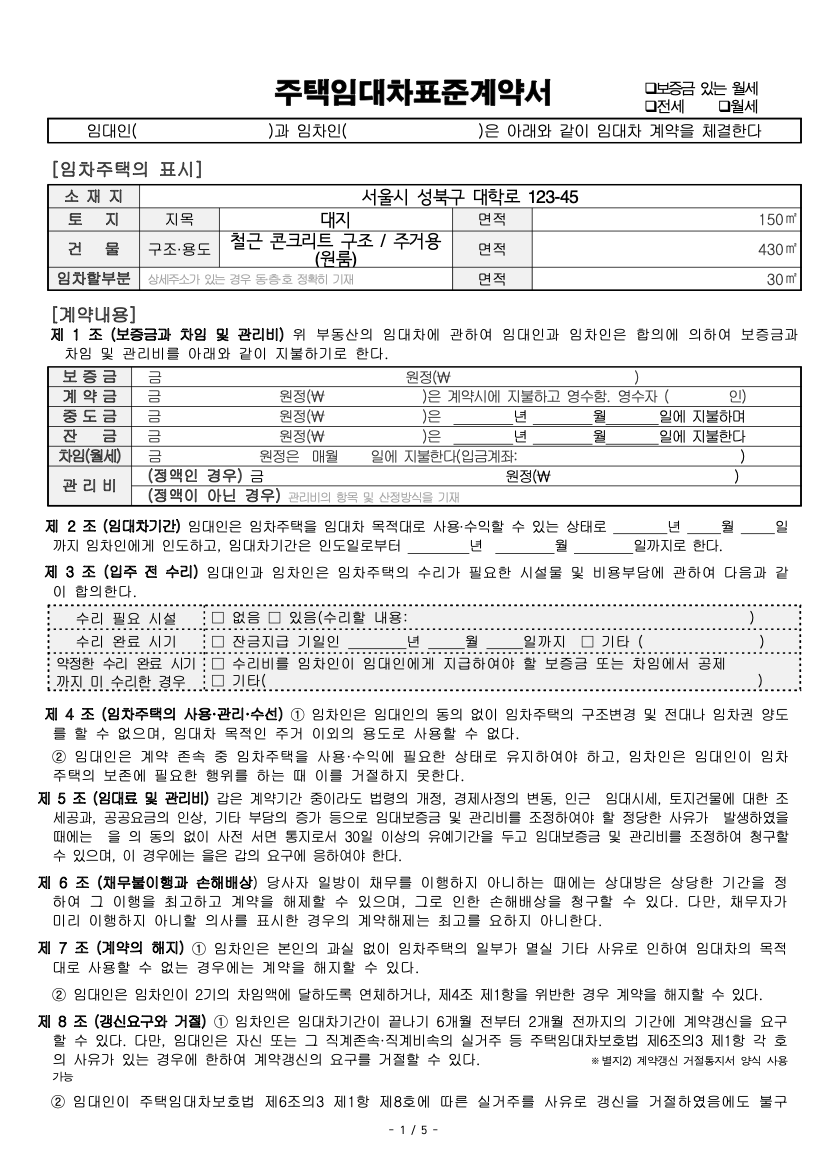 주택임대차표준계약서
❑보증금 있는 월세
❑전세 ❑월세
임대인( )과 임차인( )은 아래와 같이 임대차 계약을 체결한다
[임차주택의 표시]
소 재 지 서울시 성북구 대학로 123-45
토 지 지목 대지 면적 150㎡
건 물 구조·용도 철근 콘크리트 구조 / 주거용 (원룸) 면적 430㎡
임차할부분 상세주소가 있는 경우 동·층·호 정확히 기재 면적 30㎡
[계약내용]
제 1 조 (보증금과 차임 및 관리비) 위 부동산의 임대차에 관하여 임대인과 임차인은 합의에 의하여 보증금과
차임 및 관리비를 아래와 같이 지불하기로 한다.
보 증 금 금 원정(₩ )
계 약 금 금 원정(₩ )은 계약시에 지불하고 영수함. 영수자 ( 인)
중 도 금 금 원정(₩ )은 ________년 ________월_______일에 지불하며
잔 금 금 원정(₩ )은 ________년 ________월_______일에 지불한다
차임(월세) 금 원정은 매월 일에 지불한다(입금계좌: )
관 리 비 (정액인 경우) 금 원정(₩ )
(정액이 아닌 경우) 관리비의 항목 및 산정방식을 기재
제 2 조 (임대차기간) 임대인은 임차주택을 임대차 목적대로 사용·수익할 수 있는 상태로 _______년 ____월 ____일
까지 임차인에게 인도하고, 임대차기간은 인도일로부터 ________년 ________월 ________일까지로 한다.
제 3 조 (입주 전 수리) 임대인과 임차인은 임차주택의 수리가 필요한 시설물 및 비용부담에 관하여 다음과 같
이 합의한다.
수리 필요 시설 □ 없음 □ 있음(수리할 내용: )
수리 완료 시기 □ 잔금지급 기일인 _______년 _____월 _____일까지 □ 기타 ( )
약정한 수리 완료 시기 □ 수리비를 임차인이 임대인에게 지급하여야 할 보증금 또는 차임에서 공제
까지 미 수리한 경우 □ 기타( )
제 4 조 (임차주택의 사용·관리·수선) ① 임차인은 임대인의 동의 없이 임차주택의 구조변경 및 전대나 임차권 양도
를 할 수 없으며, 임대차 목적인 주거 이외의 용도로 사용할 수 없다.
② 임대인은 계약 존속 중 임차주택을 사용·수익에 필요한 상태로 유지하여야 하고, 임차인은 임대인이 임차
주택의 보존에 필요한 행위를 하는 때 이를 거절하지 못한다.
제 5 조 (임대료 및 관리비) 갑은 계약기간 중이라도 법령의 개정, 경제사정의 변동, 인근 임대시세, 토지건물에 대한 조
세공과, 공공요금의 인상, 기타 부담의 증가 등으로 임대보증금 및 관리비를 조정하여야 할 정당한 사유가 발생하였을
때에는 을 의 동의 없이 사전 서면 통지로서 30일 이상의 유예기간을 두고 임대보증금 및 관리비를 조정하여 청구할
수 있으며, 이 경우에는 을은 갑의 요구에 응하여야 한다.
제 6 조 (채무불이행과 손해배상) 당사자 일방이 채무를 이행하지 아니하는 때에는 상대방은 상당한 기간을 정
하여 그 이행을 최고하고 계약을 해제할 수 있으며, 그로 인한 손해배상을 청구할 수 있다. 다만, 채무자가
미리 이행하지 아니할 의사를 표시한 경우의 계약해제는 최고를 요하지 아니한다.
제 7 조 (계약의 해지) ① 임차인은 본인의 과실 없이 임차주택의 일부가 멸실 기타 사유로 인하여 임대차의 목적
대로 사용할 수 없는 경우에는 계약을 해지할 수 있다.
② 임대인은 임차인이 2기의 차임액에 달하도록 연체하거나, 제4조 제1항을 위반한 경우 계약을 해지할 수 있다.
제 8 조 (갱신요구와 거절) ① 임차인은 임대차기간이 끝나기 6개월 전부터 2개월 전까지의 기간에 계약갱신을 요구
할 수 있다. 다만, 임대인은 자신 또는 그 직계존속·직계비속의 실거주 등 주택임대차보호법 제6조의3 제1항 각 호
의 사유가 있는 경우에 한하여 계약갱신의 요구를 거절할 수 있다. ※ 별지2) 계약갱신 거절통지서 양식 사용
가능
② 임대인이 주택임대차보호법 제6조의3 제1항 제8호에 따른 실거주를 사유로 갱신을 거절하였음에도 불구
- 1 / 5 -